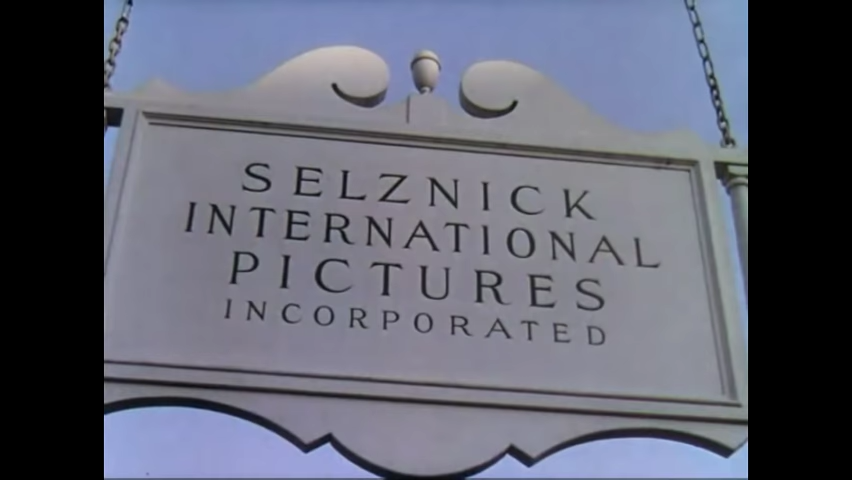 SELZNICK
INTERNATIONAL
PICTURES
INCORPORATED